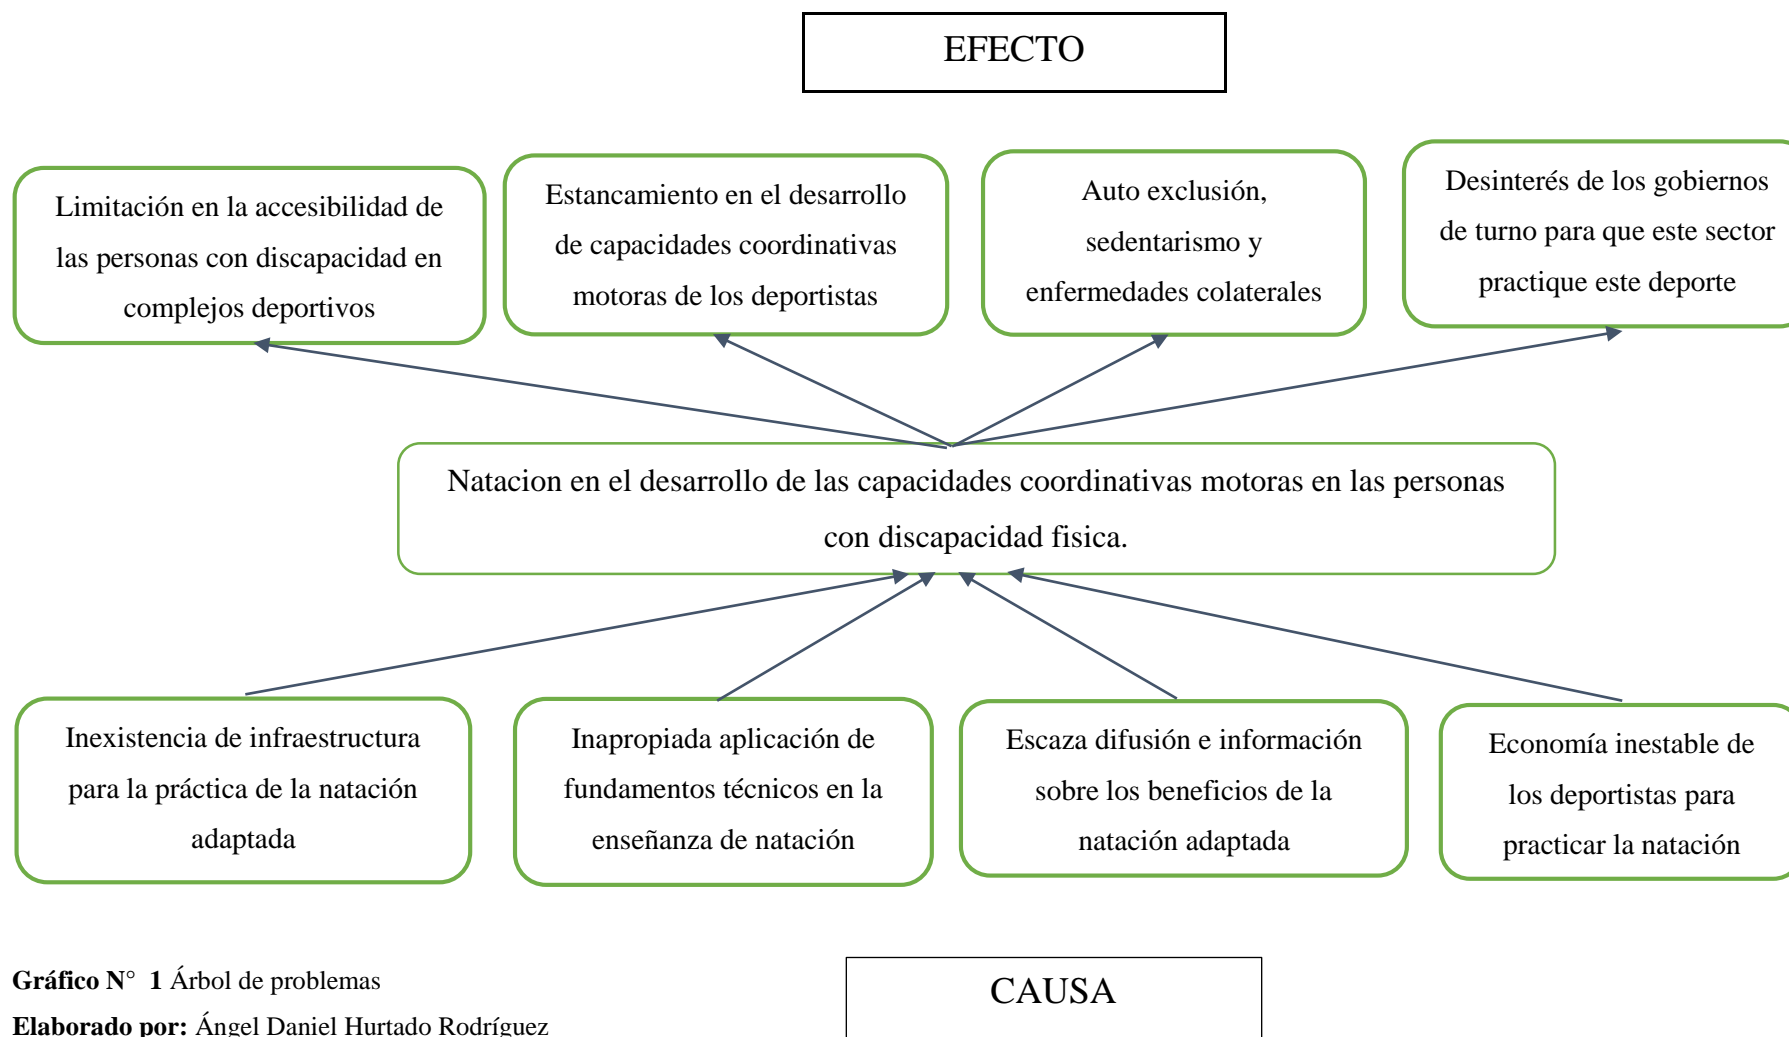 EFECTO
Limitación en la accesibilidad de
las personas con discapacidad en
complejos deportivos
Estancamiento en el desarrollo
de capacidades coordinativas
motoras de los deportistas
Auto exclusión,
sedentarismo y
enfermedades colaterales
Desinterés de los gobiernos
de turno para que este sector
practique este deporte
Natacion en el desarrollo de las capacidades coordinativas motoras en las personas
con discapacidad fisica.
Inexistencia de infraestructura
para la práctica de la natación
adaptada
Inapropiada aplicación de
fundamentos técnicos en la
enseñanza de natación
Escaza difusión e información
sobre los beneficios de la
natación adaptada
Economía inestable de
los deportistas para
practicar la natación
Gráfico N° 1 Árbol de problemas
Elaborado por: Ángel Daniel Hurtado Rodríguez
CAUSA